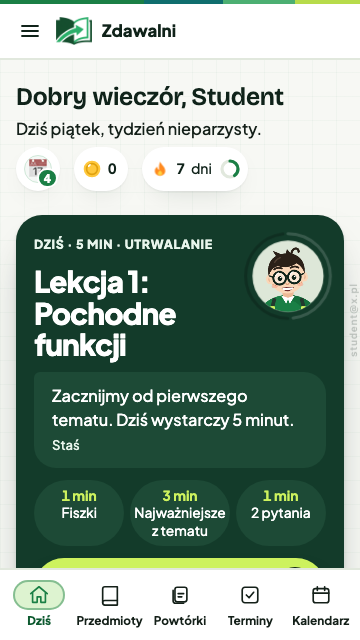 Zdawalni
Dobry wieczór, Student
Dziś piątek, tydzień nieparzysty.
17
4
0
7 dni
DZIŚ · 5 MIN · UTRWALANIE
Lekcja 1:
Pochodne
funkcji
Zacznijmy od pierwszego
tematu. Dziś wystarczy 5 minut.
Staś
1 min
Fiszki
3 min
Najważniejsze
z tematu
1 min
2 pytania
student@x.pl
Dziś
Przedmioty
Powtórki
Terminy
Kalendarz